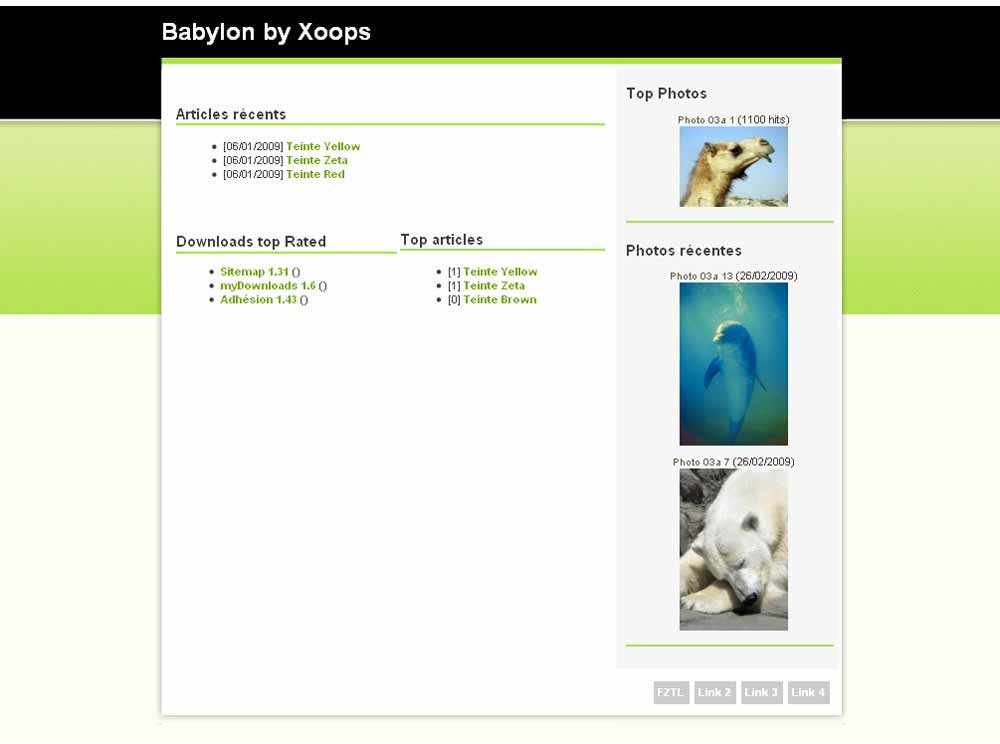 Babylon by Xoops
Articles récents
[06/01/2009] Teinte Yellow
[06/01/2009] Teinte Zeta
[06/01/2009] Teinte Red
Downloads top Rated
Sitemap 1.31 ()
myDownloads 1.6 ()
Adhésion 1.43 ()
Top articles
[1] Teinte Yellow
[1] Teinte Zeta
[0] Teinte Brown
Top Photos
Photo 03a 1 (1100 hits)
Photos récentes
Photo 03a 13 (26/02/2009)
Photo 03a 7 (26/02/2009)
FZTL Link 2 Link 3 Link 4